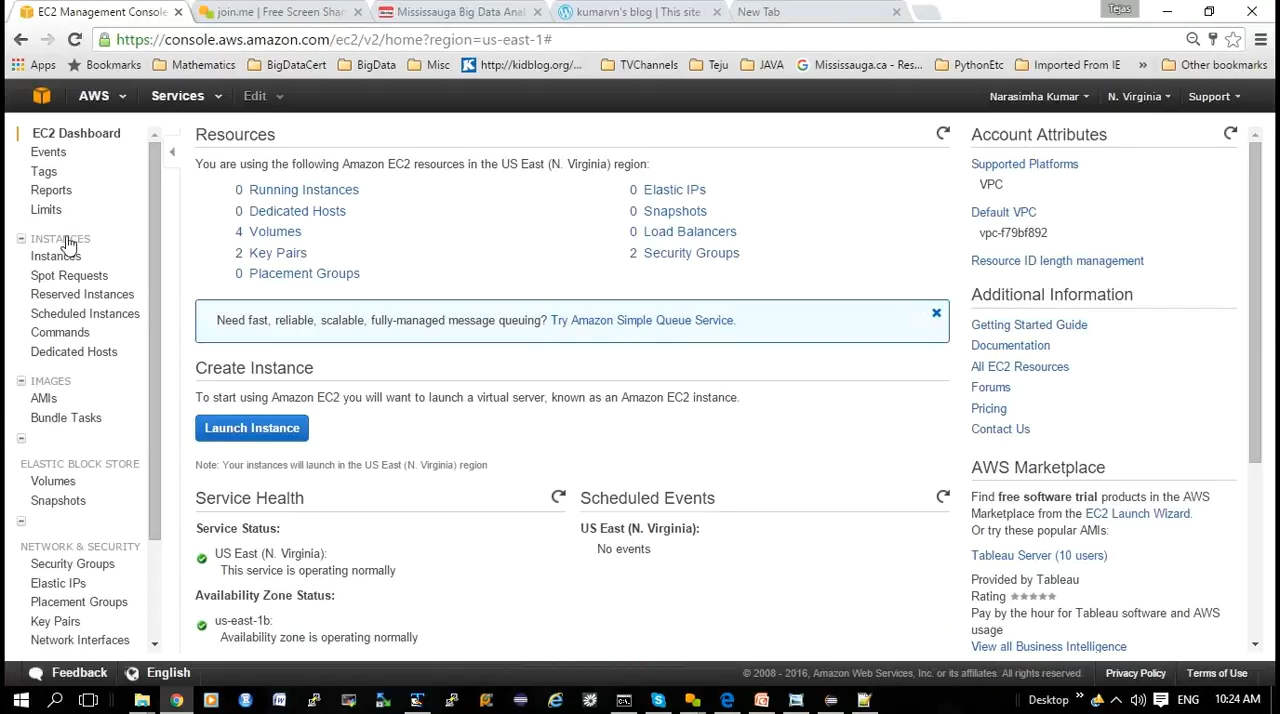 EC2 Management Console
join.me | Free Screen Shar
Mississauga Big Data Anal
kumarvn's blog | This site
New Tab
Tejas
https://console.aws.amazon.com/ec2/v2/home?region=us-east-1#
Apps
Bookmarks
Mathematics
BigDataCert
BigData
Misc
http://kidblog.org/...
TVChannels
Teju
JAVA
Mississauga.ca - Res...
PythonEtc
Imported From IE
»
Other bookmarks
AWS
Services
Edit
Narasimha Kumar
N. Virginia
Support
EC2 Dashboard
Events
Tags
Reports
Limits
INSTANCES
Instances
Spot Requests
Reserved Instances
Scheduled Instances
Commands
Dedicated Hosts
IMAGES
AMIs
Bundle Tasks
ELASTIC BLOCK STORE
Volumes
Snapshots
NETWORK & SECURITY
Security Groups
Elastic IPs
Placement Groups
Key Pairs
Network Interfaces
Resources
You are using the following Amazon EC2 resources in the US East (N. Virginia) region:
0 Running Instances
0 Elastic IPs
0 Dedicated Hosts
0 Snapshots
4 Volumes
0 Load Balancers
2 Key Pairs
2 Security Groups
0 Placement Groups
Need fast, reliable, scalable, fully-managed message queuing? Try Amazon Simple Queue Service.
Create Instance
To start using Amazon EC2 you will want to launch a virtual server, known as an Amazon EC2 instance.
Launch Instance
Note: Your instances will launch in the US East (N. Virginia) region
Service Health
Service Status:
US East (N. Virginia):
This service is operating normally
Availability Zone Status:
us-east-1b:
Availability zone is operating normally
Scheduled Events
US East (N. Virginia):
No events
Account Attributes
Supported Platforms
VPC
Default VPC
vpc-f79bf892
Resource ID length management
Additional Information
Getting Started Guide
Documentation
All EC2 Resources
Forums
Pricing
Contact Us
AWS Marketplace
Find free software trial products in the AWS
Marketplace from the EC2 Launch Wizard.
Or try these popular AMIs:
Tableau Server (10 users)
Provided by Tableau
Rating
Pay by the hour for Tableau software and AWS
usage
View all Business Intelligence
Feedback
English
© 2008 - 2016, Amazon Web Services, Inc. or its affiliates. All rights reserved.
Privacy Policy
Terms of Use
Desktop
»
ENG
10:24 AM